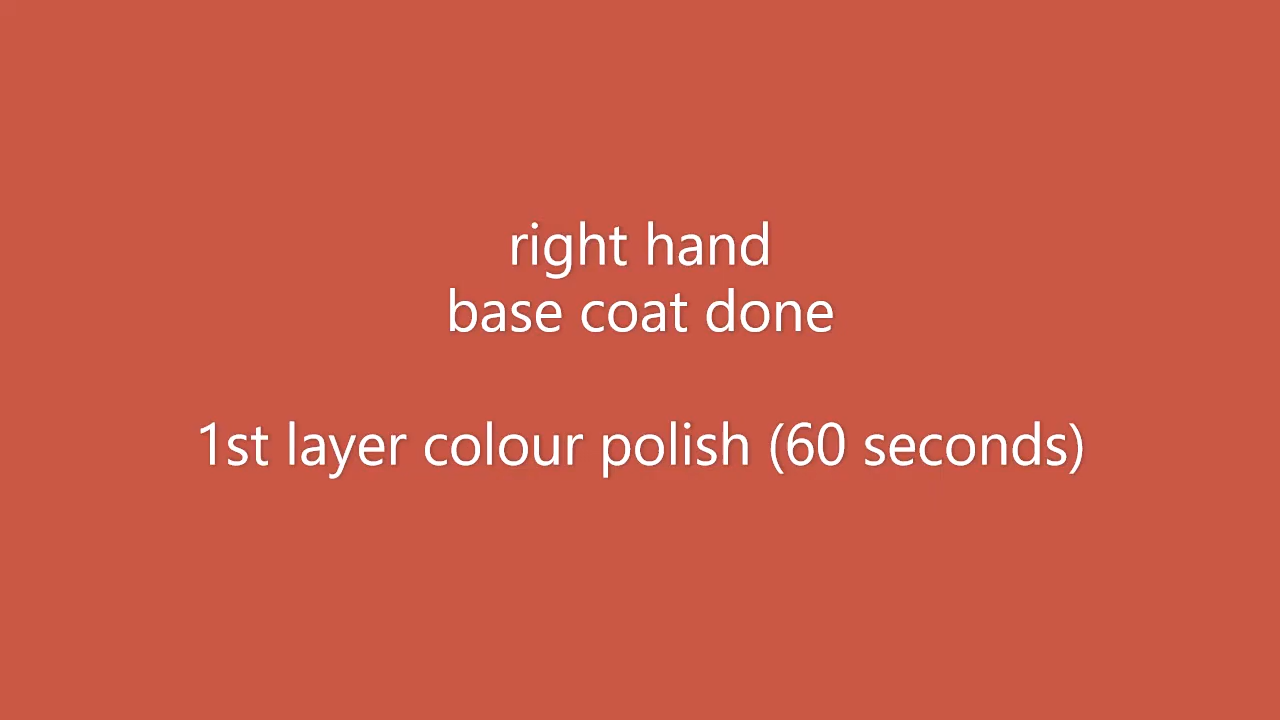 right hand
base coat done
1st layer colour polish (60 seconds)